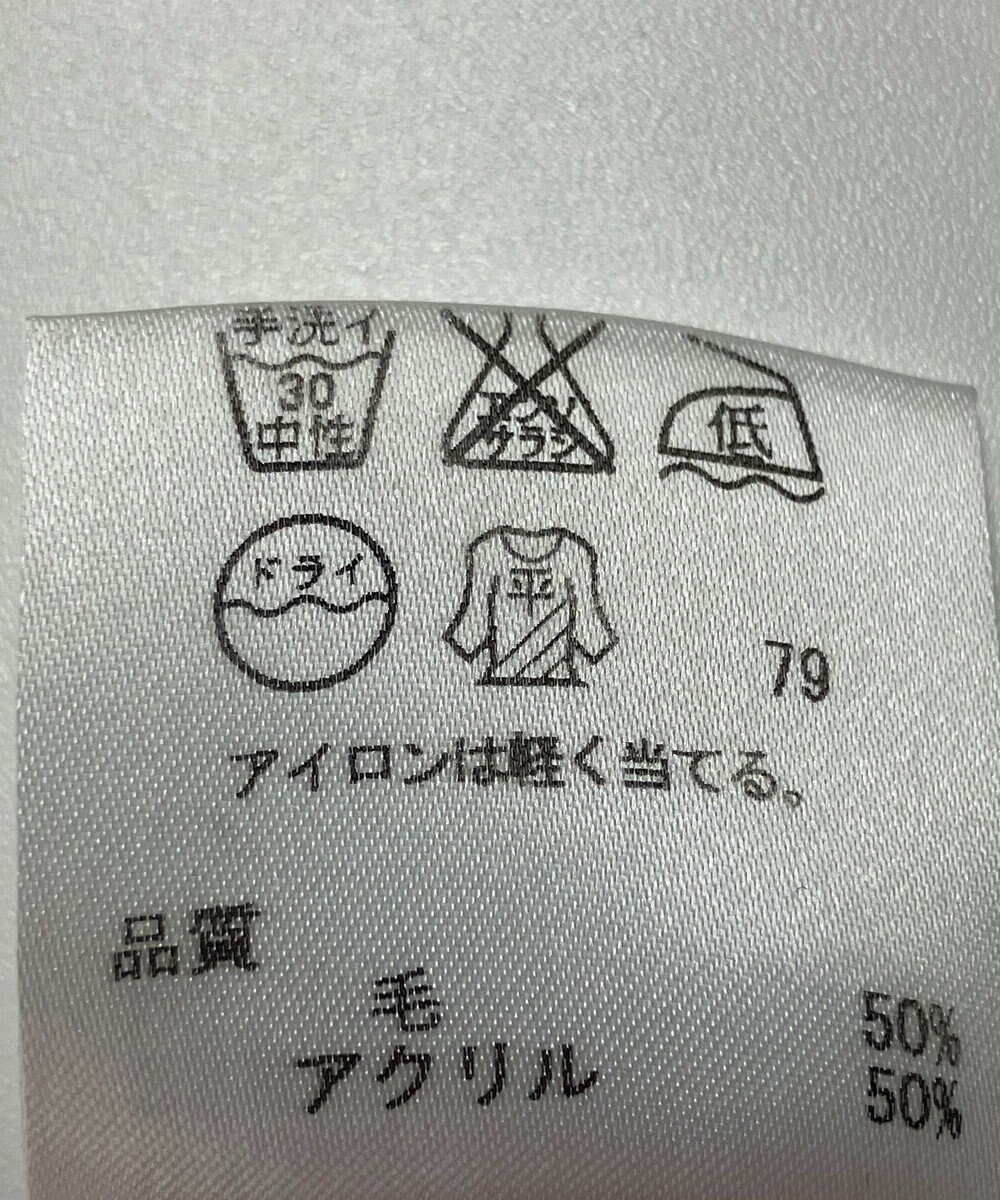 手洗イ
30
中性
エンソ
サラシ
低
ドライ
平
79
アイロンは軽く当てる。
品質
毛 50%
アクリル 50%